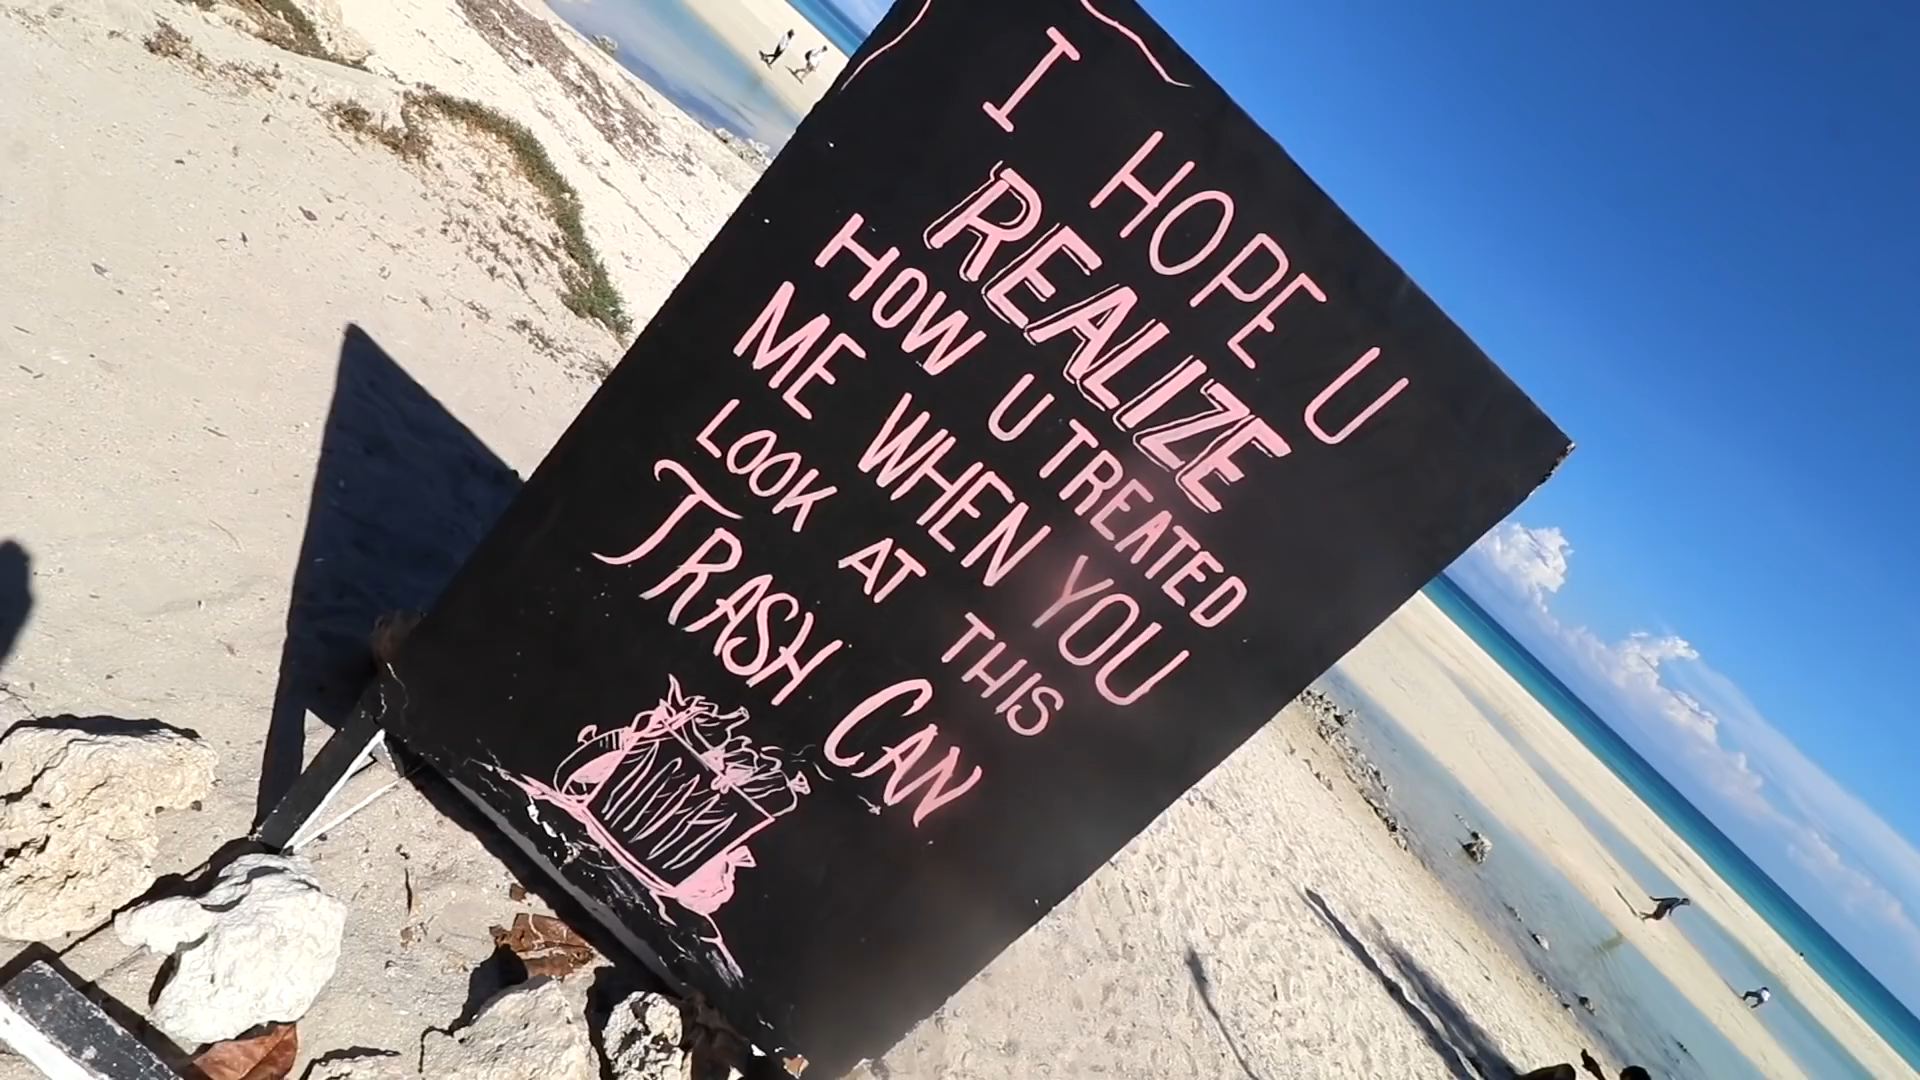 I HOPE U
REALIZE
HOW U TREATED
ME WHEN YOU
LOOK AT THIS
TRASH CAN